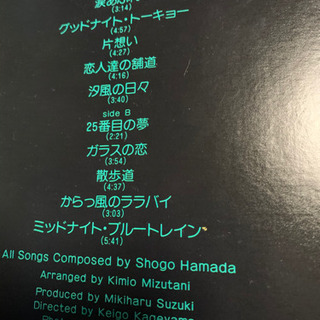 (3:14)
グッドナイト・トーキョー
(4:57)
片想い
(4:27)
恋人達の舗道
(4:16)
汐風の日々
(3:40)
side B
25番目の夢
(2:21)
ガラスの恋
(3:54)
散歩道
(4:37)
からっ風のララバイ
(3:03)
ミッドナイト・ブルートレイン
(5:41)
All Songs Composed by Shogo Hamada
Arranged by Kimio Mizutani
Produced by Mikiharu Suzuki
Directed by Keigo Kageyama